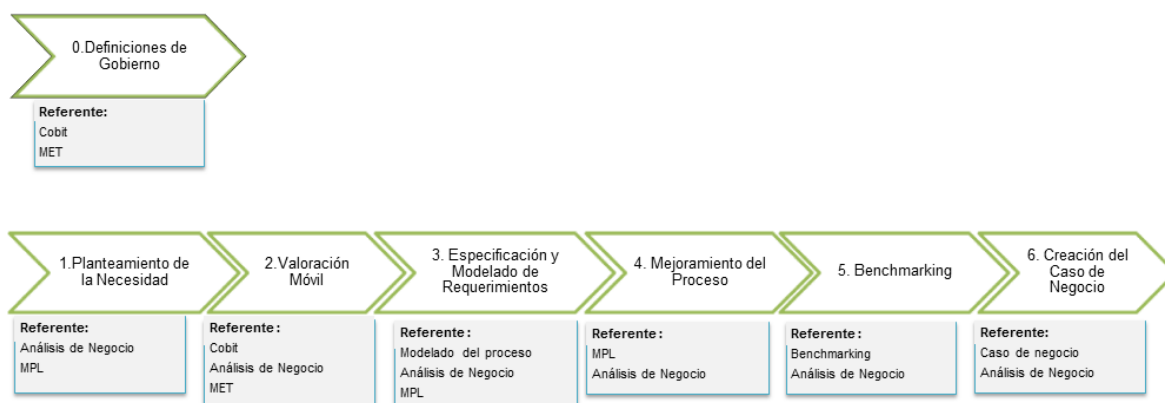 0.Definiciones de
Gobierno
Referente:
Cobit
MET
1.Planteamiento de
la Necesidad
Referente:
Análisis de Negocio
MPL
2.Valoración
Móvil
Referente:
Cobit
Análisis de Negocio
MET
3. Especificación y
Modelado de
Requerimientos
Referente:
Modelado del proceso
Análisis de Negocio
MPL
4. Mejoramiento del
Proceso
Referente:
MPL
Análisis de Negocio
5. Benchmarking
Referente:
Benchmarking
Análisis de Negocio
6. Creación del
Caso de
Negocio
Referente:
Caso de negocio
Análisis de Negocio